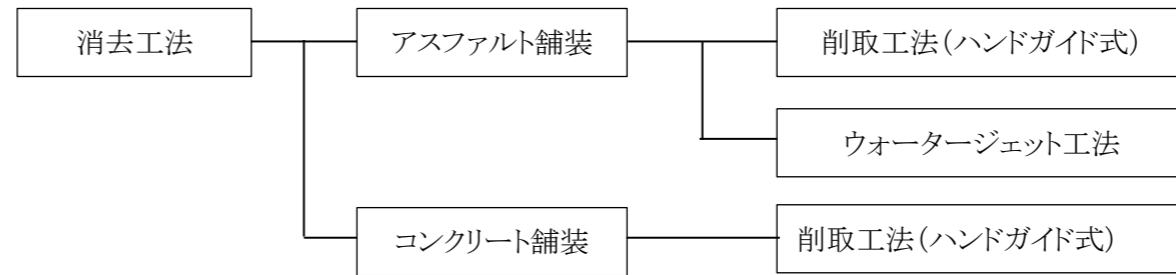 消去工法
アスファルト舗装
削取工法(ハンドガイド式)
ウォータージェット工法
コンクリート舗装
削取工法(ハンドガイド式)